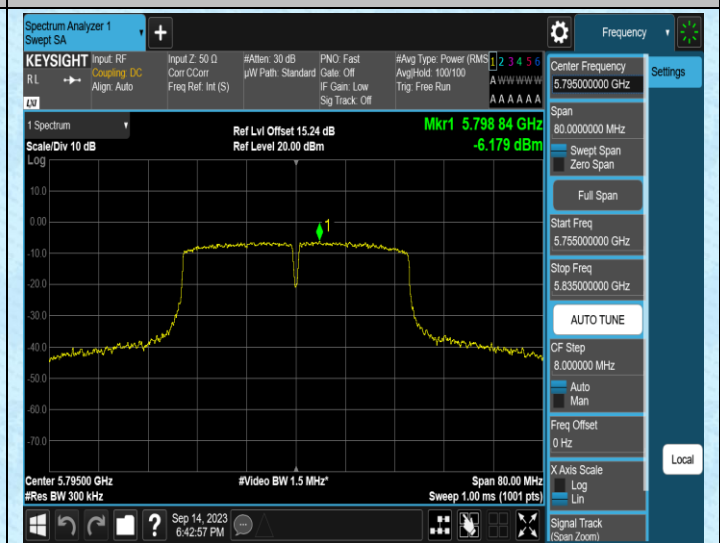 Spectrum Analyzer 1
Swept SA
+
Frequency
KEYSIGHT
RL
LXI
Input: RF
Coupling: DC
Align: Auto
Input Z: 50 Ω
Corr CCorr
Freq Ref: Int (S)
#Atten: 30 dB
µW Path: Standard
PNO: Fast
Gate: Off
IF Gain: Low
Sig Track: Off
#Avg Type: Power (RMS
Avg|Hold: 100/100
Trig: Free Run
1 2 3 4 5 6
A W W W W W
A A A A A A
1 Spectrum
Scale/Div 10 dB
Log
Ref Lvl Offset 15.24 dB
Ref Level 20.00 dBm
Mkr1 5.798 84 GHz
-6.179 dBm
10.0
0.00
-10.0
-20.0
-30.0
-40.0
-50.0
-60.0
-70.0
1
Center 5.79500 GHz
#Res BW 300 kHz
#Video BW 1.5 MHz*
Span 80.00 MHz
Sweep 1.00 ms (1001 pts)
Sep 14, 2023
6:42:57 PM
?
Center Frequency
5.795000000 GHz
Settings
Span
80.0000000 MHz
Swept Span
Zero Span
Full Span
Start Freq
5.755000000 GHz
Stop Freq
5.835000000 GHz
AUTO TUNE
CF Step
8.000000 MHz
Auto
Man
Freq Offset
0 Hz
X Axis Scale
Log
Lin
Local
Signal Track
(Span Zoom)